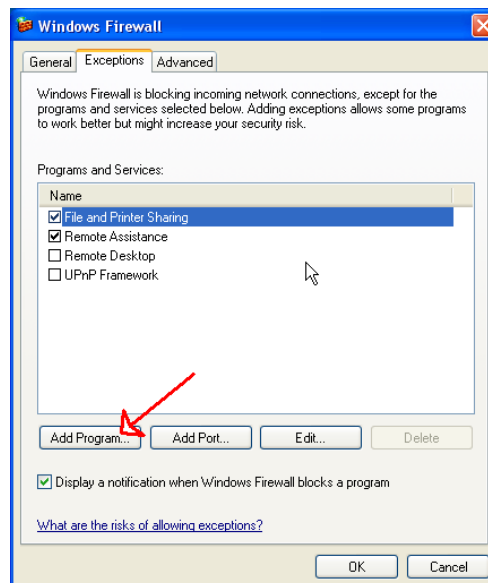 Windows Firewall
General Exceptions Advanced
Windows Firewall is blocking incoming network connections, except for the
programs and services selected below. Adding exceptions allows some programs
to work better but might increase your security risk.
Programs and Services:
Name
File and Printer Sharing
Remote Assistance
Remote Desktop
UPnP Framework
Add Program... Add Port... Edit... Delete
Display a notification when Windows Firewall blocks a program
What are the risks of allowing exceptions?
OK Cancel